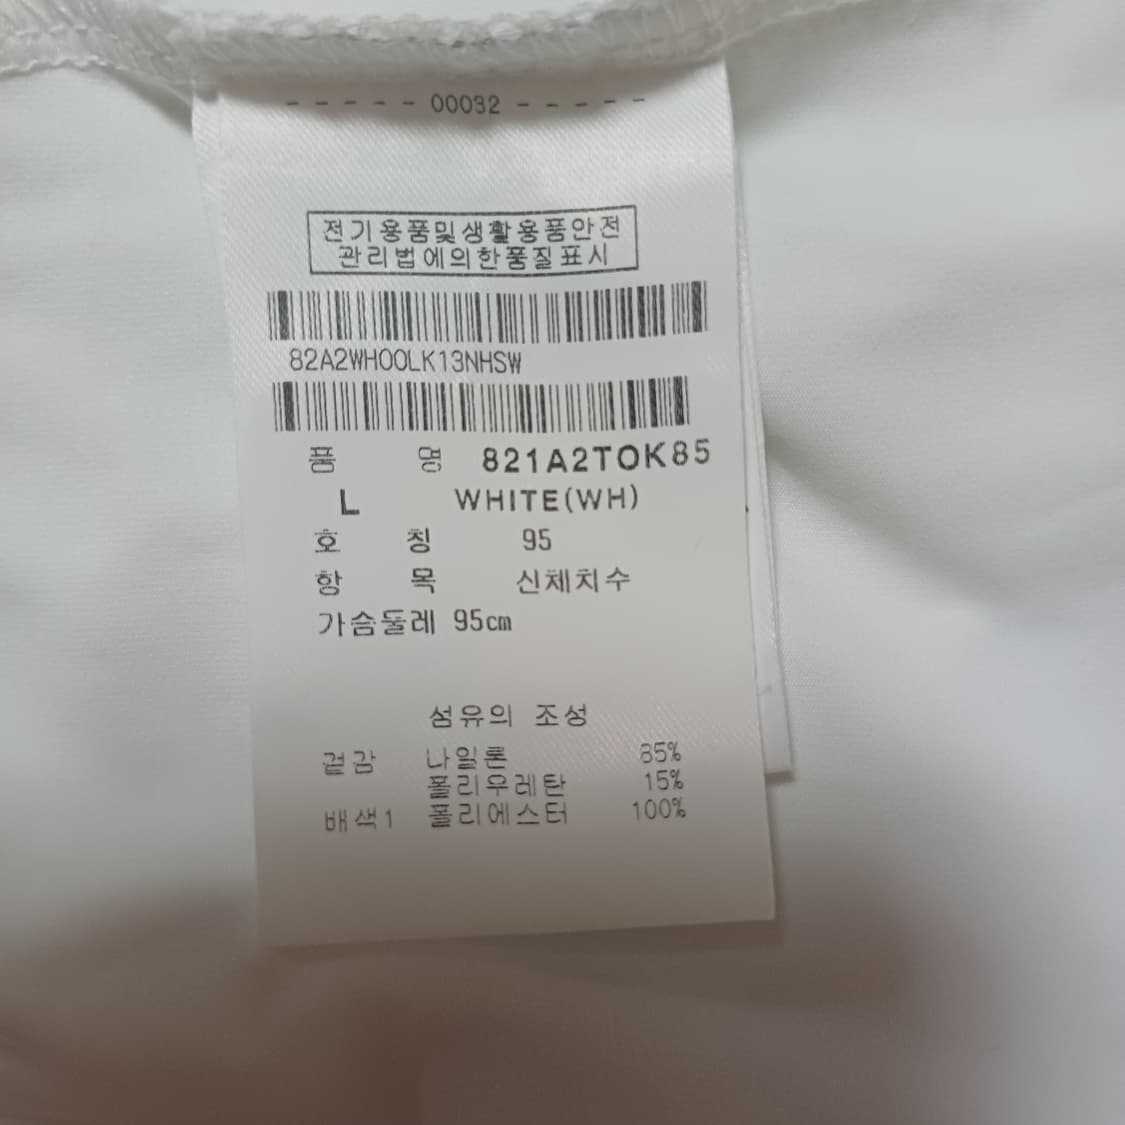 ----- 00032 -----
전기용품및생활용품안전
관리법에의한품질표시
82A2WH00LK13NHSW
품 명 821A2TOK85
L WHITE(WH)
호 칭 95
항 목 신체치수
가슴둘레 95cm
섬유의 조성
겉감 나일론 85%
폴리우레탄 15%
배색1 폴리에스터 100%